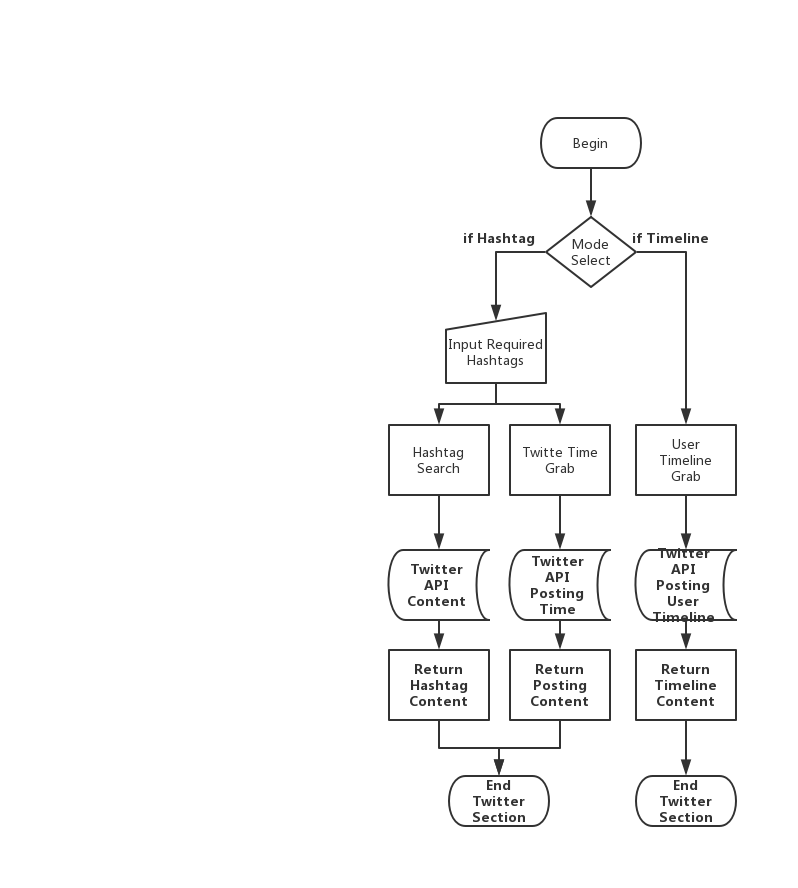 Begin
if Hashtag
Mode
Select
if Timeline
Input Required
Hashtags
Hashtag
Search
Twitte Time
Grab
User
Timeline
Grab
Twitter
API
Content
Twitter
API
Posting
Time
Twitter
API
Posting
User
Timeline
Return
Hashtag
Content
Return
Posting
Content
Return
Timeline
Content
End
Twitter
Section
End
Twitter
Section